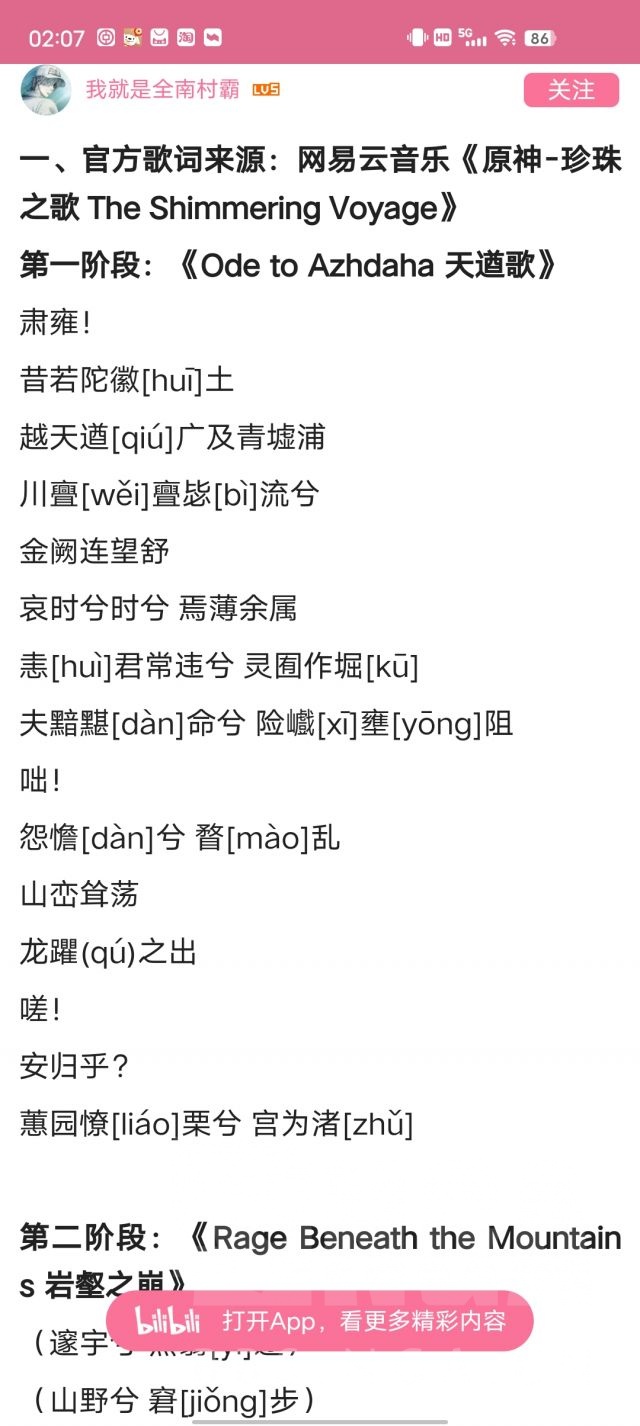 02:07
HD 5G 86
我就是全南村霸 LV5 关注
一、官方歌词来源：网易云音乐《原神-珍珠
之歌 The Shimmering Voyage》
第一阶段：《Ode to Azhdaha 天遒歌》
肃雍！
昔若陀徽[huī]土
越天遒[qiú]广及青墟浦
川亹[wěi]亹毖[bì]流兮
金阙连望舒
哀时兮时兮 焉薄余属
恚[huì]君常违兮 灵囿作堀[kū]
夫黯黮[dàn]命兮 险巇[xī]壅[yōng]阻
咄！
怨憺[dàn]兮 瞀[mào]乱
山峦耸荡
龙躣(qú)之出
嗟！
安归乎？
蕙园憭[liáo]栗兮 宫为渚[zhǔ]
第二阶段：《Rage Beneath the Mountain
s 岩壑之崩》
bilibili 打开App，看更多精彩内容
（邃宇兮
（山野兮 窘[jiǒng]步）